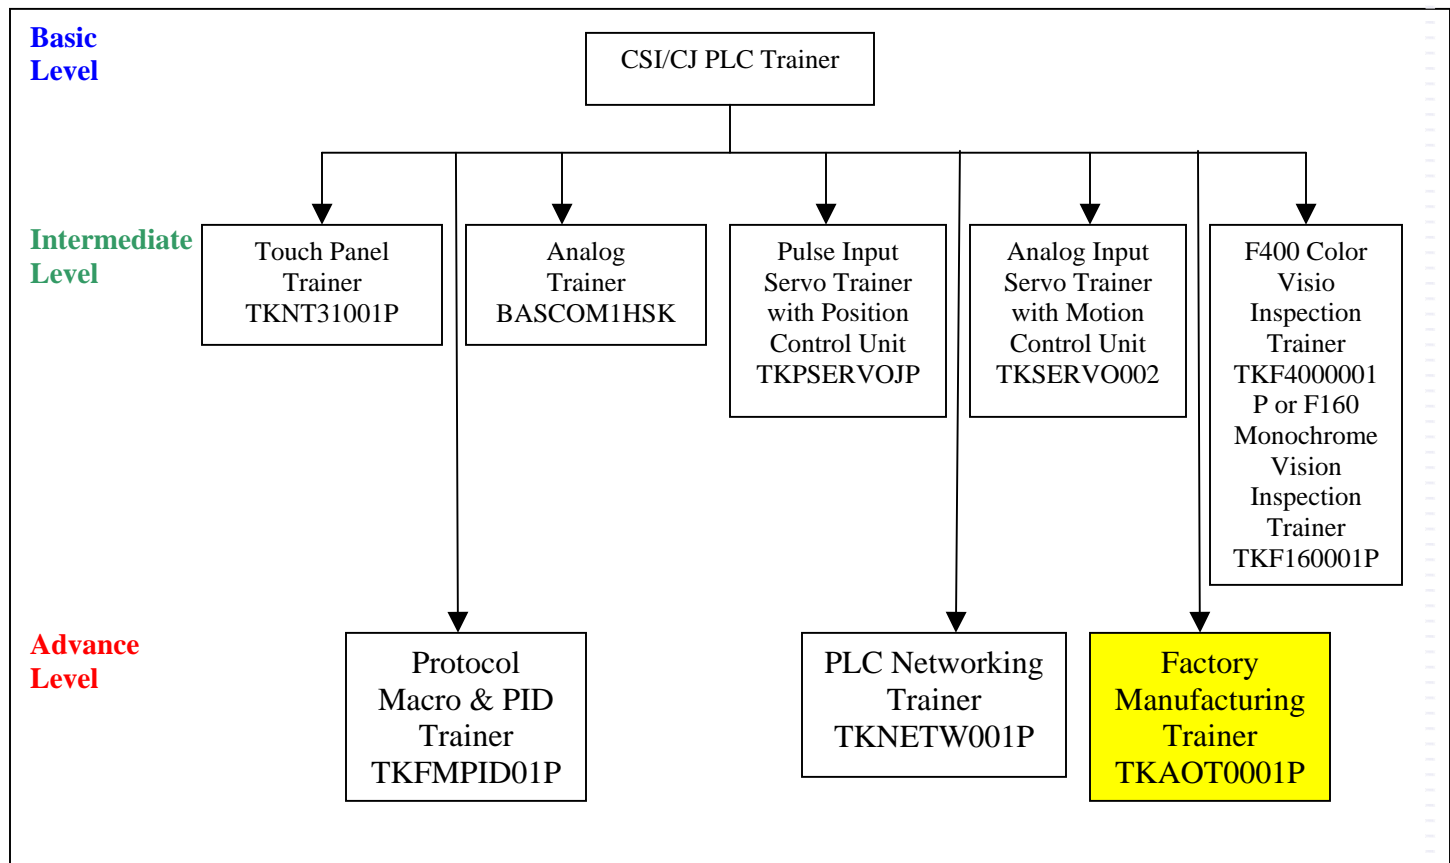 Basic
Level
CSI/CJ PLC Trainer
Intermediate
Level
Touch Panel
Trainer
TKNT31001P
Analog
Trainer
BASCOM1HSK
Pulse Input
Servo Trainer
with Position
Control Unit
TKPSERVOJP
Analog Input
Servo Trainer
with Motion
Control Unit
TKSERVO002
F400 Color
Visio
Inspection
Trainer
TKF4000001
P or F160
Monochrome
Vision
Inspection
Trainer
TKF160001P
Advance
Level
Protocol
Macro & PID
Trainer
TKFMPID01P
PLC Networking
Trainer
TKNETW001P
Factory
Manufacturing
Trainer
TKAOT0001P